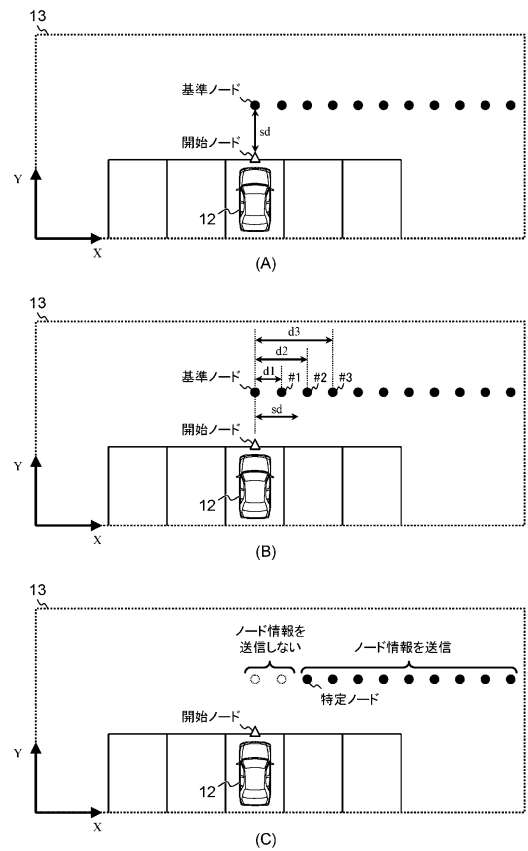 13
基準ノード
sd
開始ノード
Y
12
X
(A)
13
d3
d2
d1
#1
#2
#3
基準ノード
sd
開始ノード
Y
12
X
(B)
13
ノード情報を
送信しない
ノード情報を送信
特定ノード
開始ノード
Y
12
X
(C)